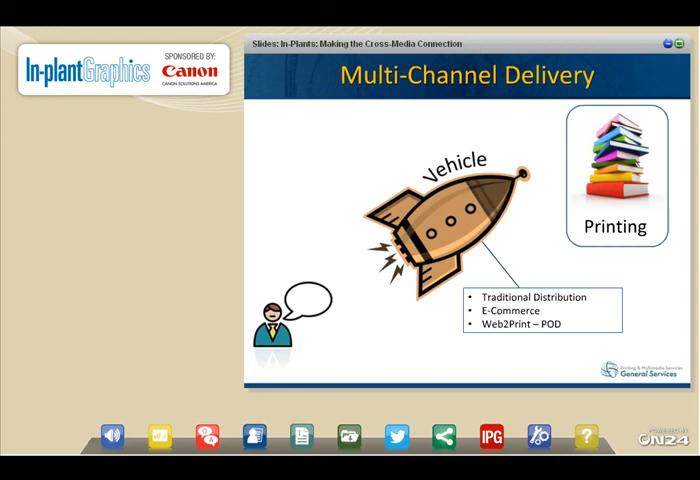 Slides: In-Plants: Making the Cross-Media Connection
In-plantGraphics
SPONSORED BY:
Canon
CANON SOLUTIONS AMERICA
Multi-Channel Delivery
Vehicle
Printing
• Traditional Distribution
• E-Commerce
• Web2Print – POD
Printing & Multimedia Services
General Services
Q
A
IPG
?
POWERED BY
ON24